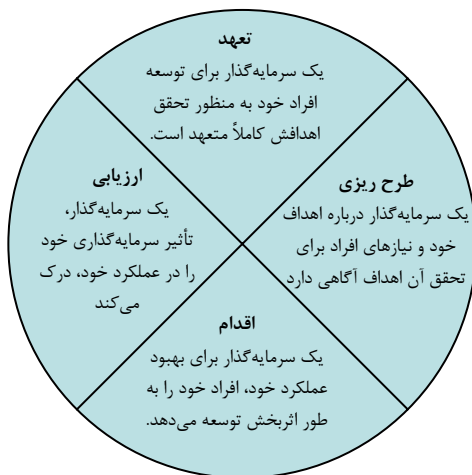 تعهد
یک سرمایه‌گذار برای توسعه
افراد خود به منظور تحقق
اهدافش کاملاً متعهد است.
طرح ریزی
یک سرمایه‌گذار درباره اهداف
خود و نیازهای افراد برای
تحقق آن اهداف آگاهی دارد
ارزیابی
یک سرمایه‌گذار،
تأثیر سرمایه‌گذاری خود
را در عملکرد خود، درک
می‌کند
اقدام
یک سرمایه‌گذار برای بهبود
عملکرد خود، افراد خود را به
طور اثربخش توسعه می‌دهد.